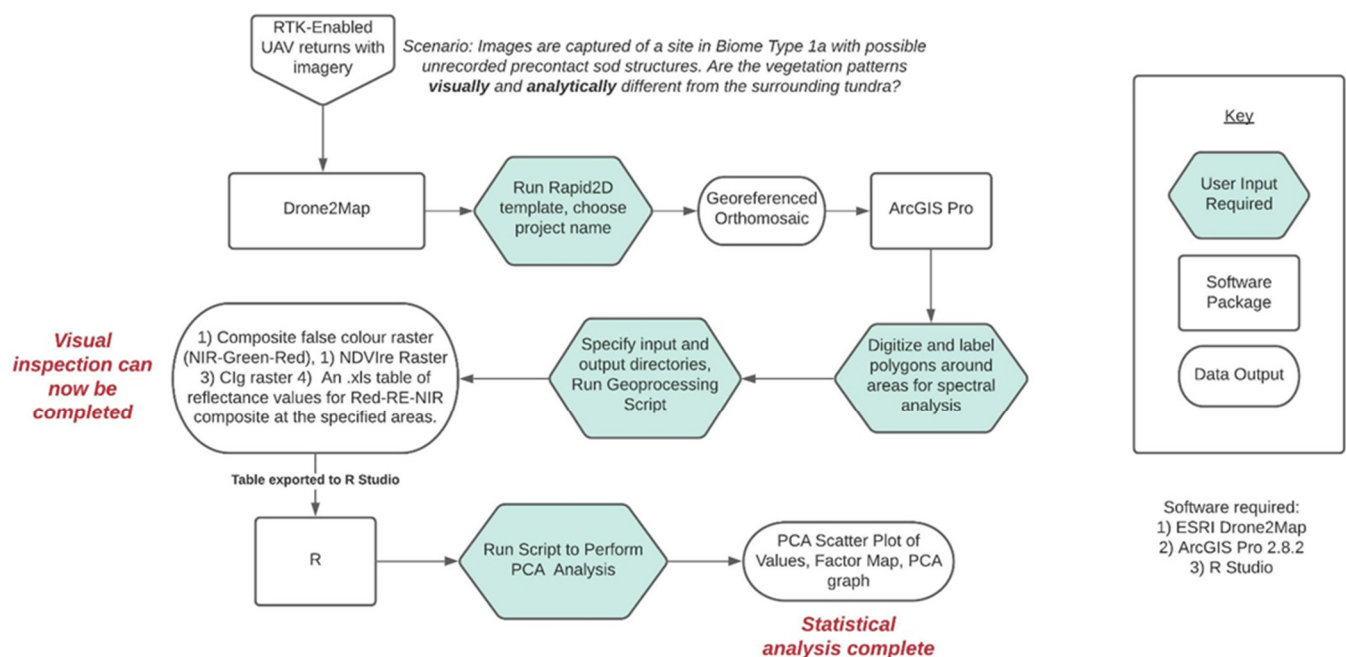 RTK-Enabled
UAV returns with
imagery
Scenario: Images are captured of a site in Biome Type 1a with possible
unrecorded precontact sod structures. Are the vegetation patterns
visually and analytically different from the surrounding tundra?
Drone2Map
Run Rapid2D
template, choose
project name
Georeferenced
Orthomosaic
ArcGIS Pro
Digitize and label
polygons around
areas for spectral
analysis
Specify input and
output directories,
Run Geoprocessing
Script
1) Composite false colour raster
(NIR-Green-Red), 1) NDVIre Raster
3) CIg raster 4) An .xls table of
reflectance values for Red-RE-NIR
composite at the specified areas.
Visual
inspection can
now be
completed
Table exported to R Studio
R
Run Script to Perform
PCA Analysis
PCA Scatter Plot of
Values, Factor Map, PCA
graph
Statistical
analysis complete
Key
User Input
Required
Software
Package
Data Output
Software required:
1) ESRI Drone2Map
2) ArcGIS Pro 2.8.2
3) R Studio